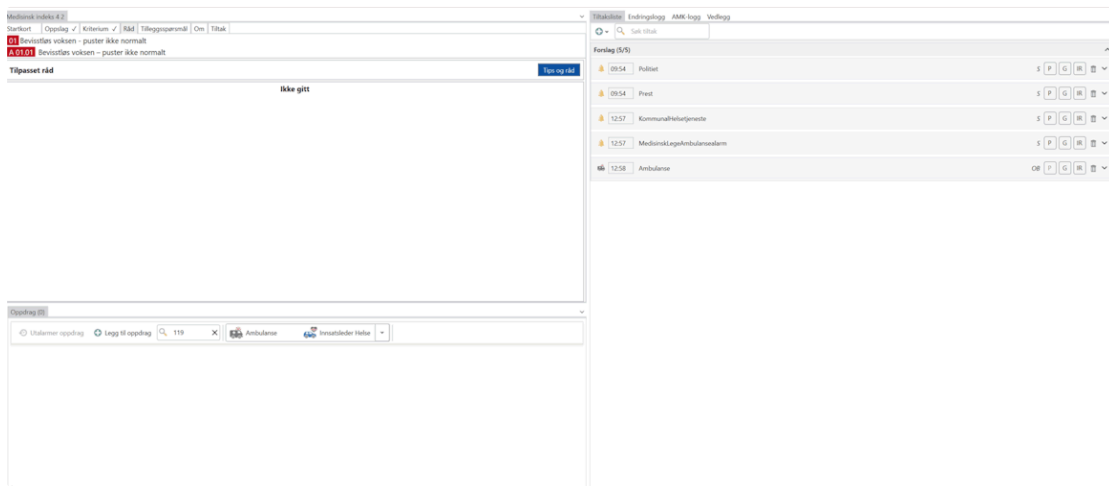 Medisinsk indeks 4.2
Startkort Oppslag ✓ Kriterium ✓ Råd Tilleggsspørsmål Om Tiltak
01 Bevisstløs voksen – puster ikke normalt
A 01.01 Bevisstløs voksen – puster ikke normalt
Tilpasset råd
Tips og råd
Ikke gitt
Oppdrag (0)
Utalarmer oppdrag Legg til oppdrag 119 X Ambulanse Innsatsleder Helse
Tiltaksliste Endringslogg AMK-logg Vedlegg
Søk tiltak
Forslag (5/5)
09:54 Politiet S P G IR
09:54 Prest S P G IR
12:57 KommunalHelsetjeneste S P G IR
12:57 MedisinskLegeAmbulansealarm S P G IR
12:58 Ambulanse OB P G IR